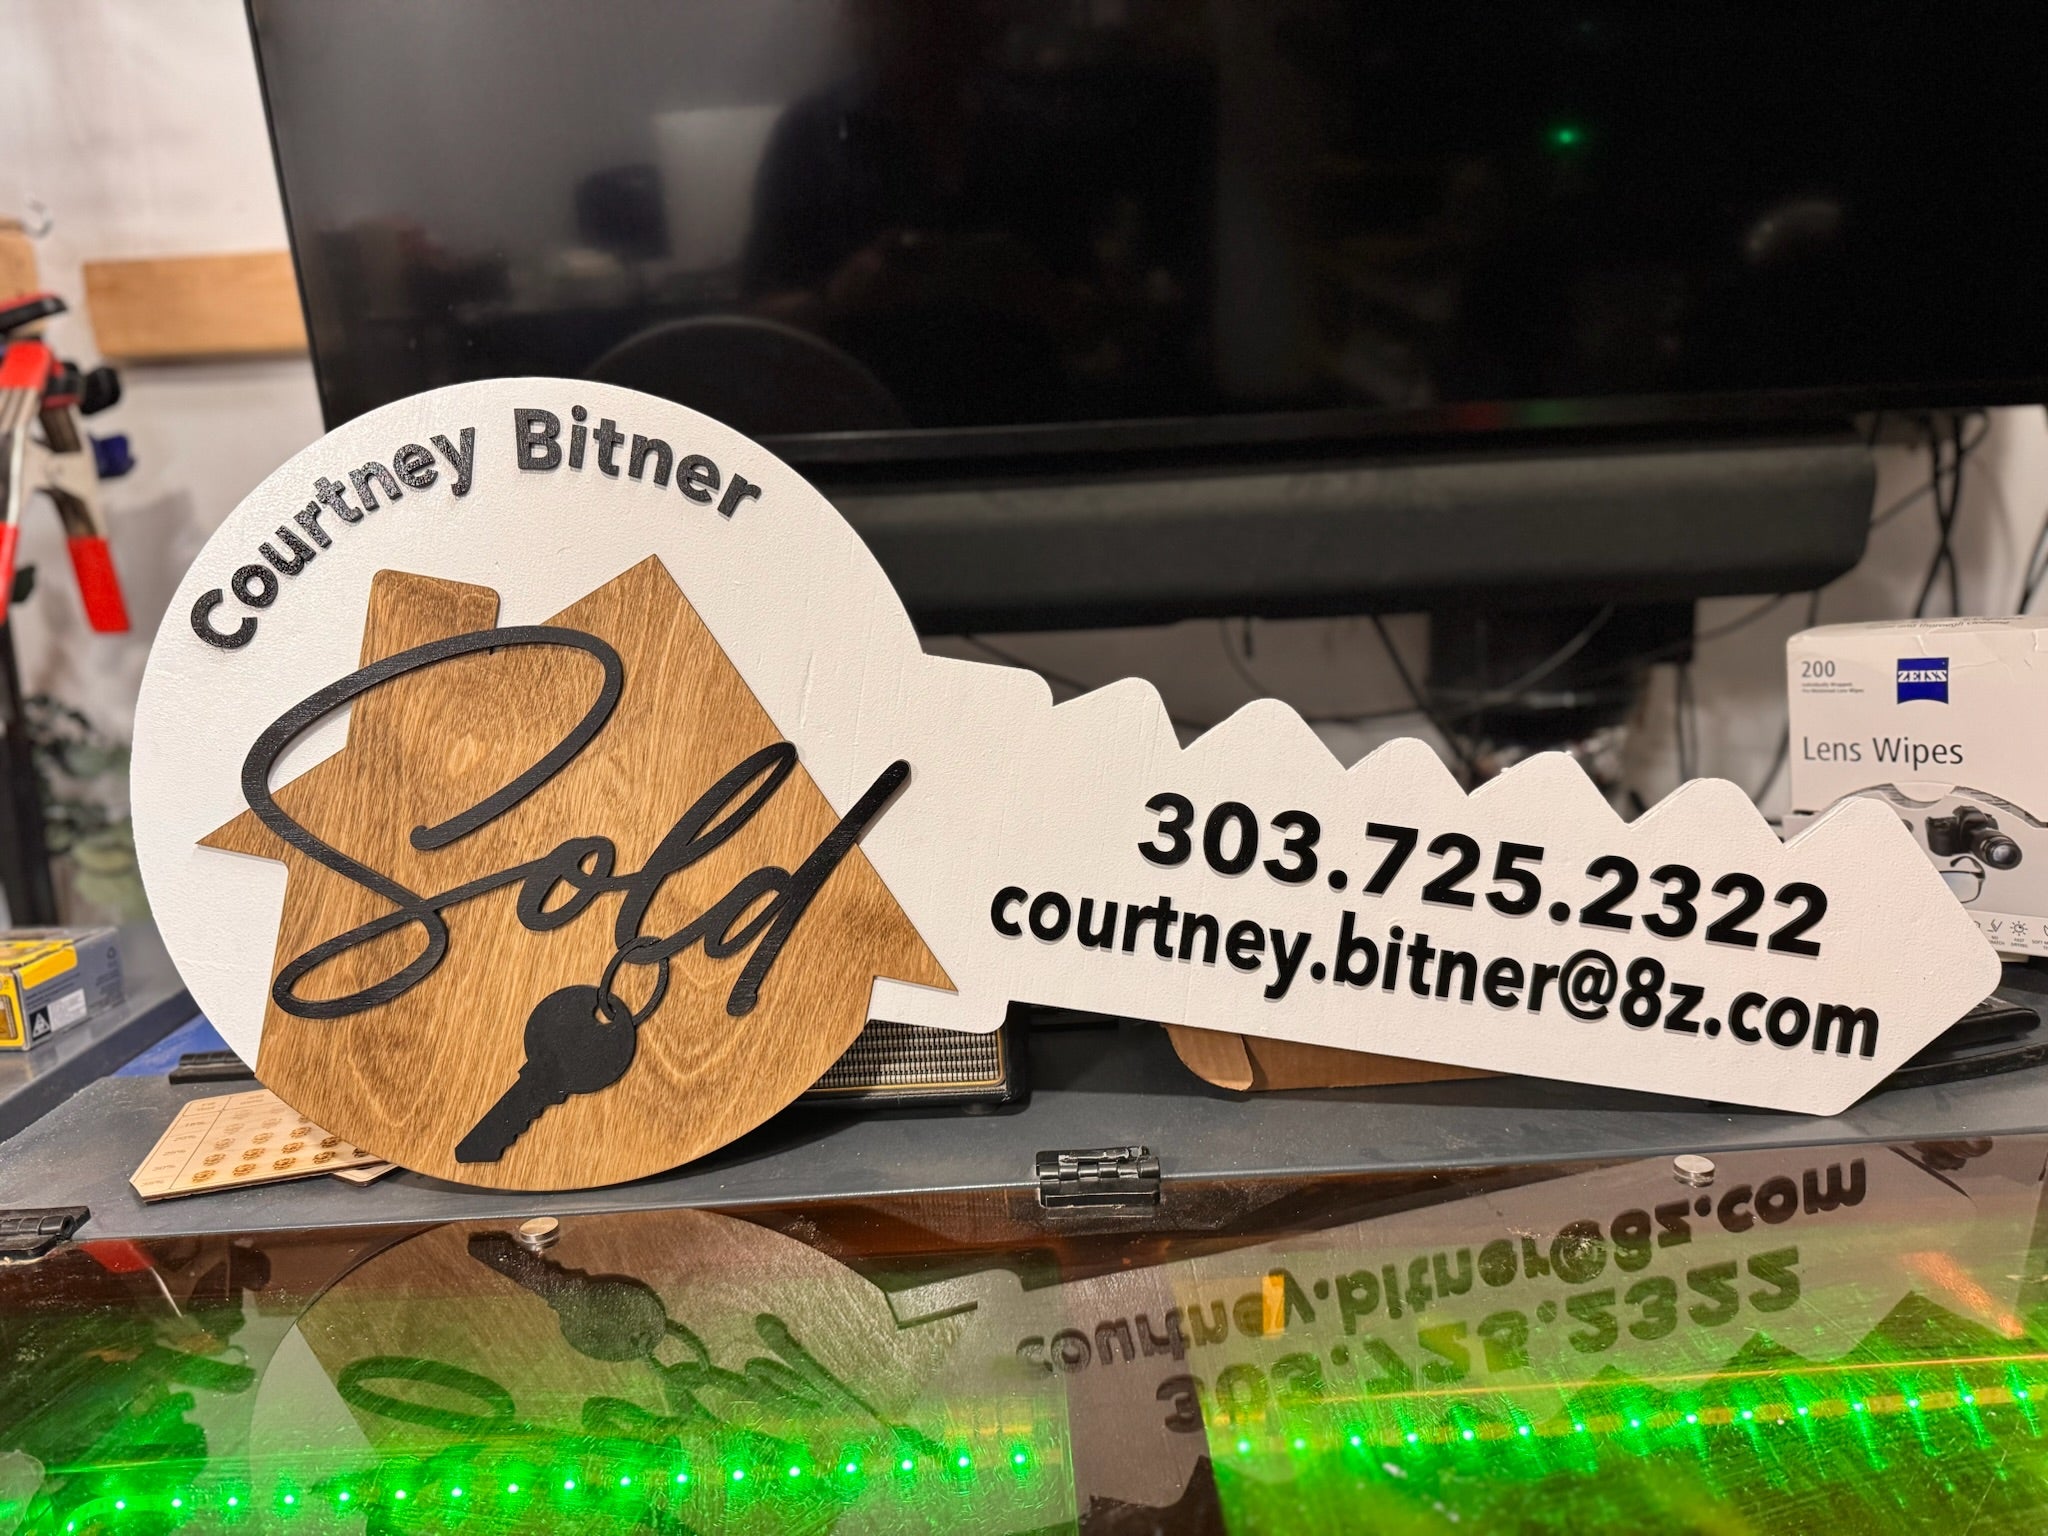 Courtney Bitner
Sold
303.725.2322
courtney.bitner@8z.com
200
ZEISS
Lens Wipes